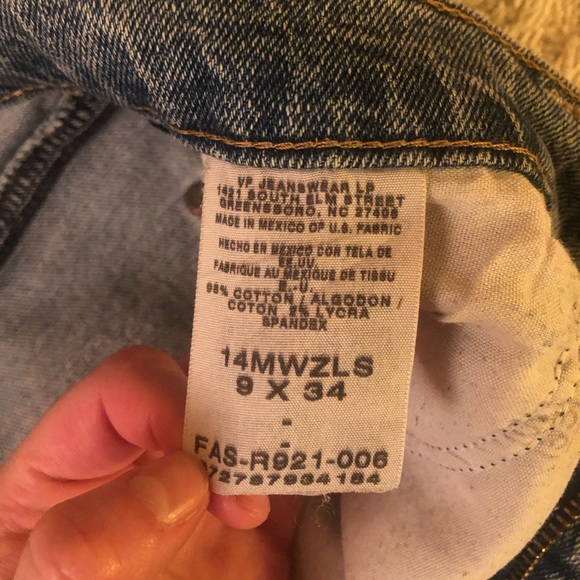 VF JEANSWEAR LP
1421 SOUTH ELM STREET
GREENSBORO, NC 27406
MADE IN MEXICO OF U.S. FABRIC
HECHO EN MEXICO CON TELA DE
EE.UU.
FABRIQUE AU MEXIQUE DE TISSU
E.-U.
98% COTTON / ALGODON /
COTON 2% LYCRA
SPANDEX
14MWZLS
9 X 34
-
-
FAS-R921-006
72787934184